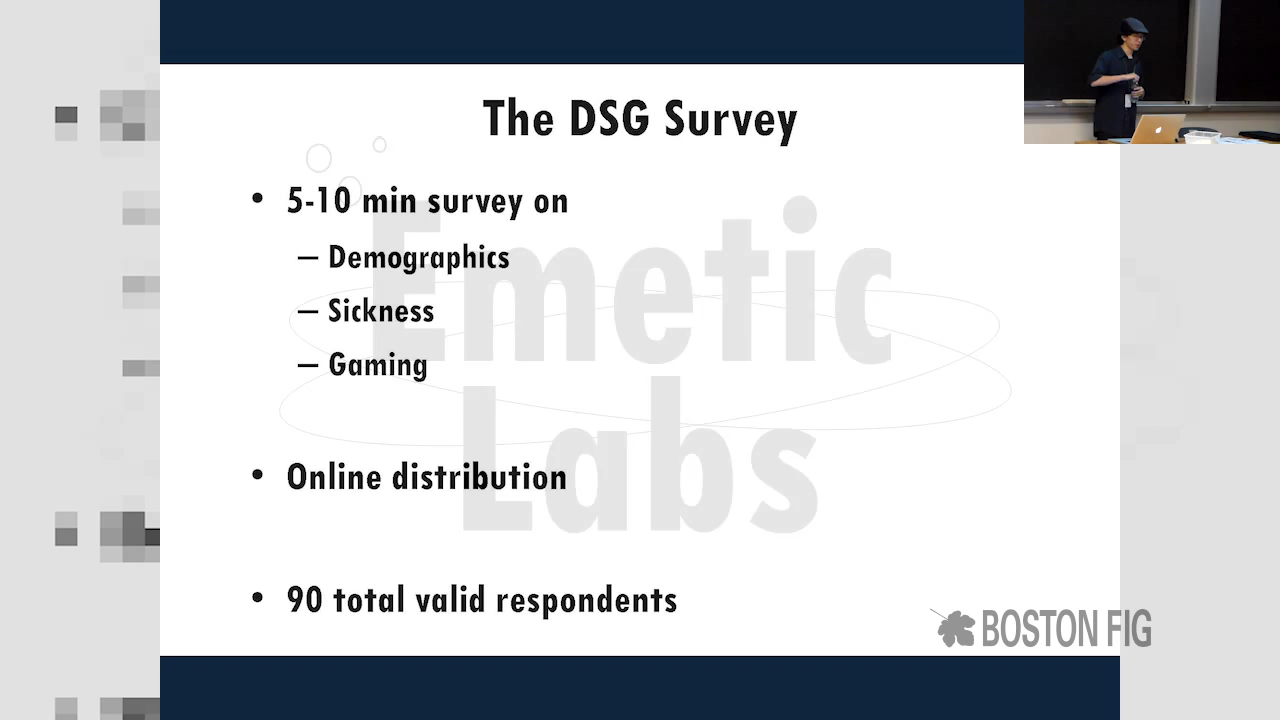 The DSG Survey
• 5-10 min survey on
– Demographics
– Sickness
– Gaming
• Online distribution
• 90 total valid respondents
Emetic
Labs
BOSTON FIG